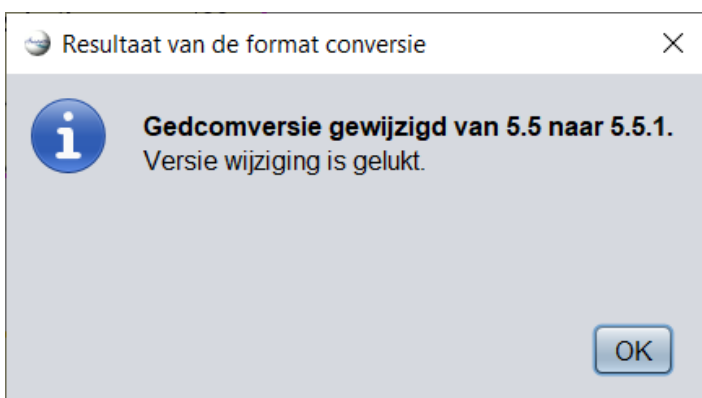 Resultaat van de format conversie
Gedcomversie gewijzigd van 5.5 naar 5.5.1.
Versie wijziging is gelukt.
OK